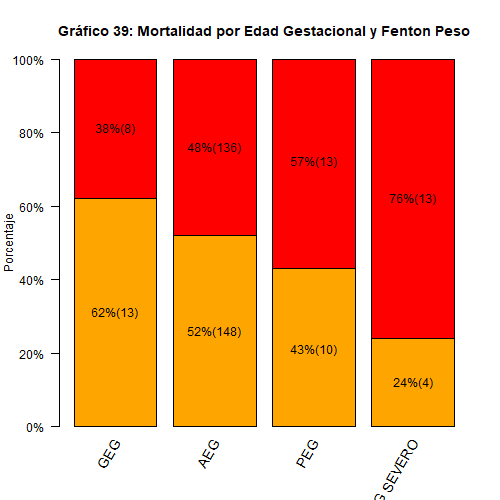 Gráfico 39: Mortalidad por Edad Gestacional y Fenton Peso
Porcentaje
100%
80%
60%
40%
20%
0%
38%(8)
48%(136)
57%(13)
76%(13)
62%(13)
52%(148)
43%(10)
24%(4)
GEG
AEG
PEG
G SEVERO